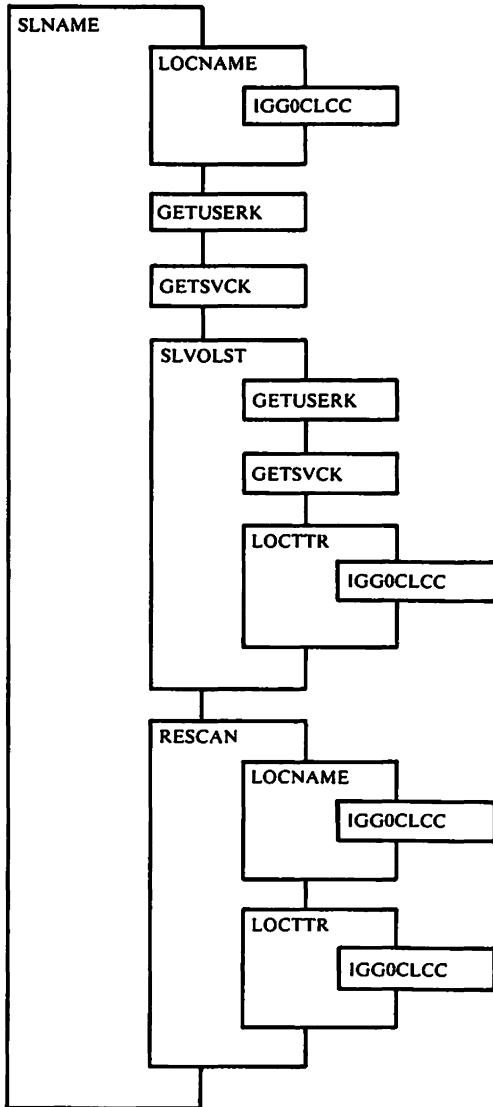 SLNAME
LOCNAME
IGG0CLCC
GETUSERK
GETSVCK
SLVOLST
GETUSERK
GETSVCK
LOCTTR
IGG0CLCC
RESCAN
LOCNAME
IGG0CLCC
LOCTTR
IGG0CLCC